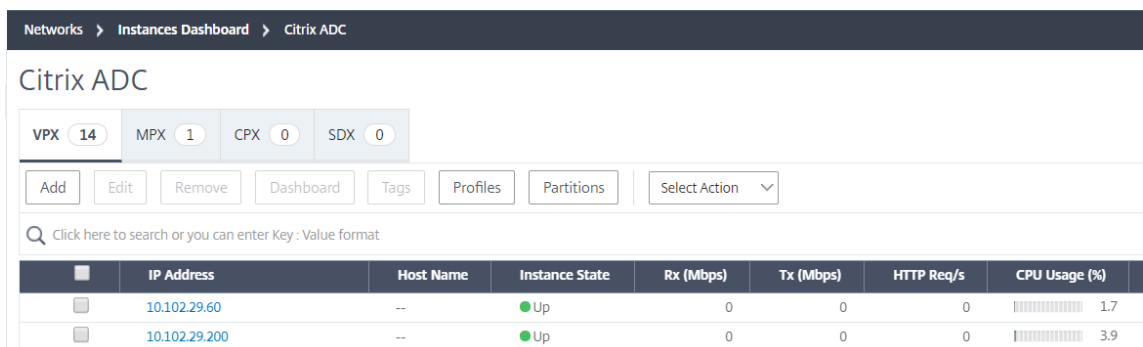 Networks > Instances Dashboard > Citrix ADC
Citrix ADC
VPX 14 MPX 1 CPX 0 SDX 0
Add Edit Remove Dashboard Tags Profiles Partitions Select Action
Click here to search or you can enter Key : Value format
IP Address Host Name Instance State Rx (Mbps) Tx (Mbps) HTTP Req/s CPU Usage (%)
10.102.29.60 -- Up 0 0 0 1.7
10.102.29.200 -- Up 0 0 0 3.9